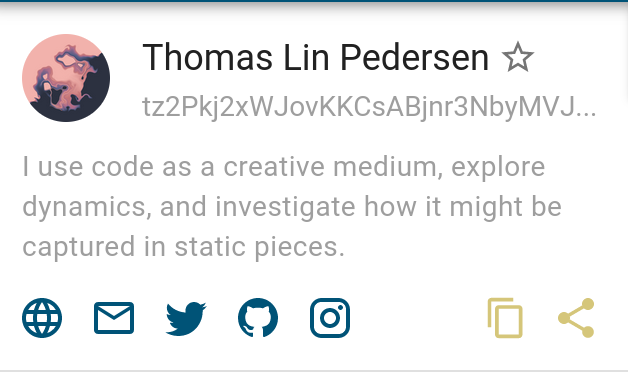 Thomas Lin Pedersen
tz2Pkj2xWJovKKCsABjnr3NbyMVJ...
I use code as a creative medium, explore
dynamics, and investigate how it might be
captured in static pieces.